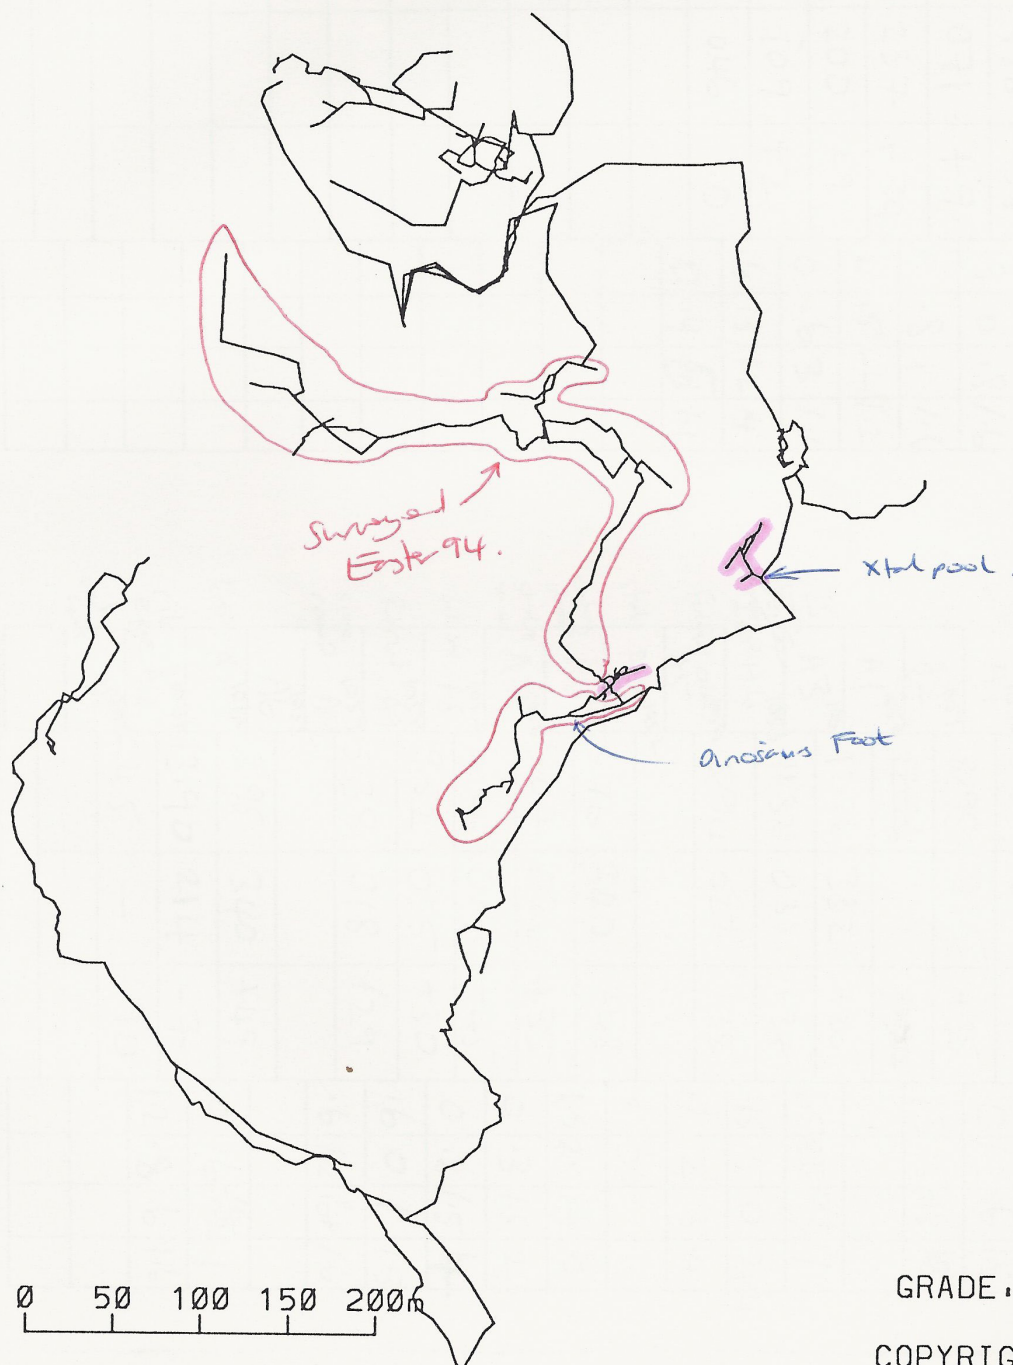 Surveyed
Easter 94.
Xtal pool.
Dinosaurs Foot
0 50 100 150 200m
GRADE.
COPYRIG